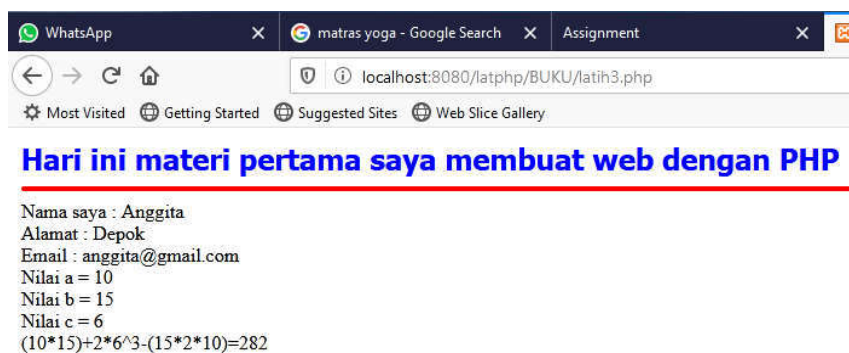 WhatsApp × matras yoga - Google Search × Assignment ×
localhost:8080/latphp/BUKU/latih3.php
Most Visited Getting Started Suggested Sites Web Slice Gallery
Hari ini materi pertama saya membuat web dengan PHP
Nama saya : Anggita
Alamat : Depok
Email : anggita@gmail.com
Nilai a = 10
Nilai b = 15
Nilai c = 6
(10*15)+2*6^3-(15*2*10)=282